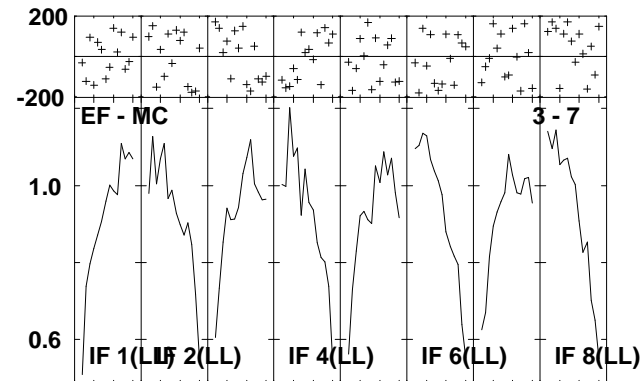 200
-200
EF - MC 3 - 7
1.0
0.6
IF 1(LL) IF 2(LL) IF 4(LL) IF 6(LL) IF 8(LL)